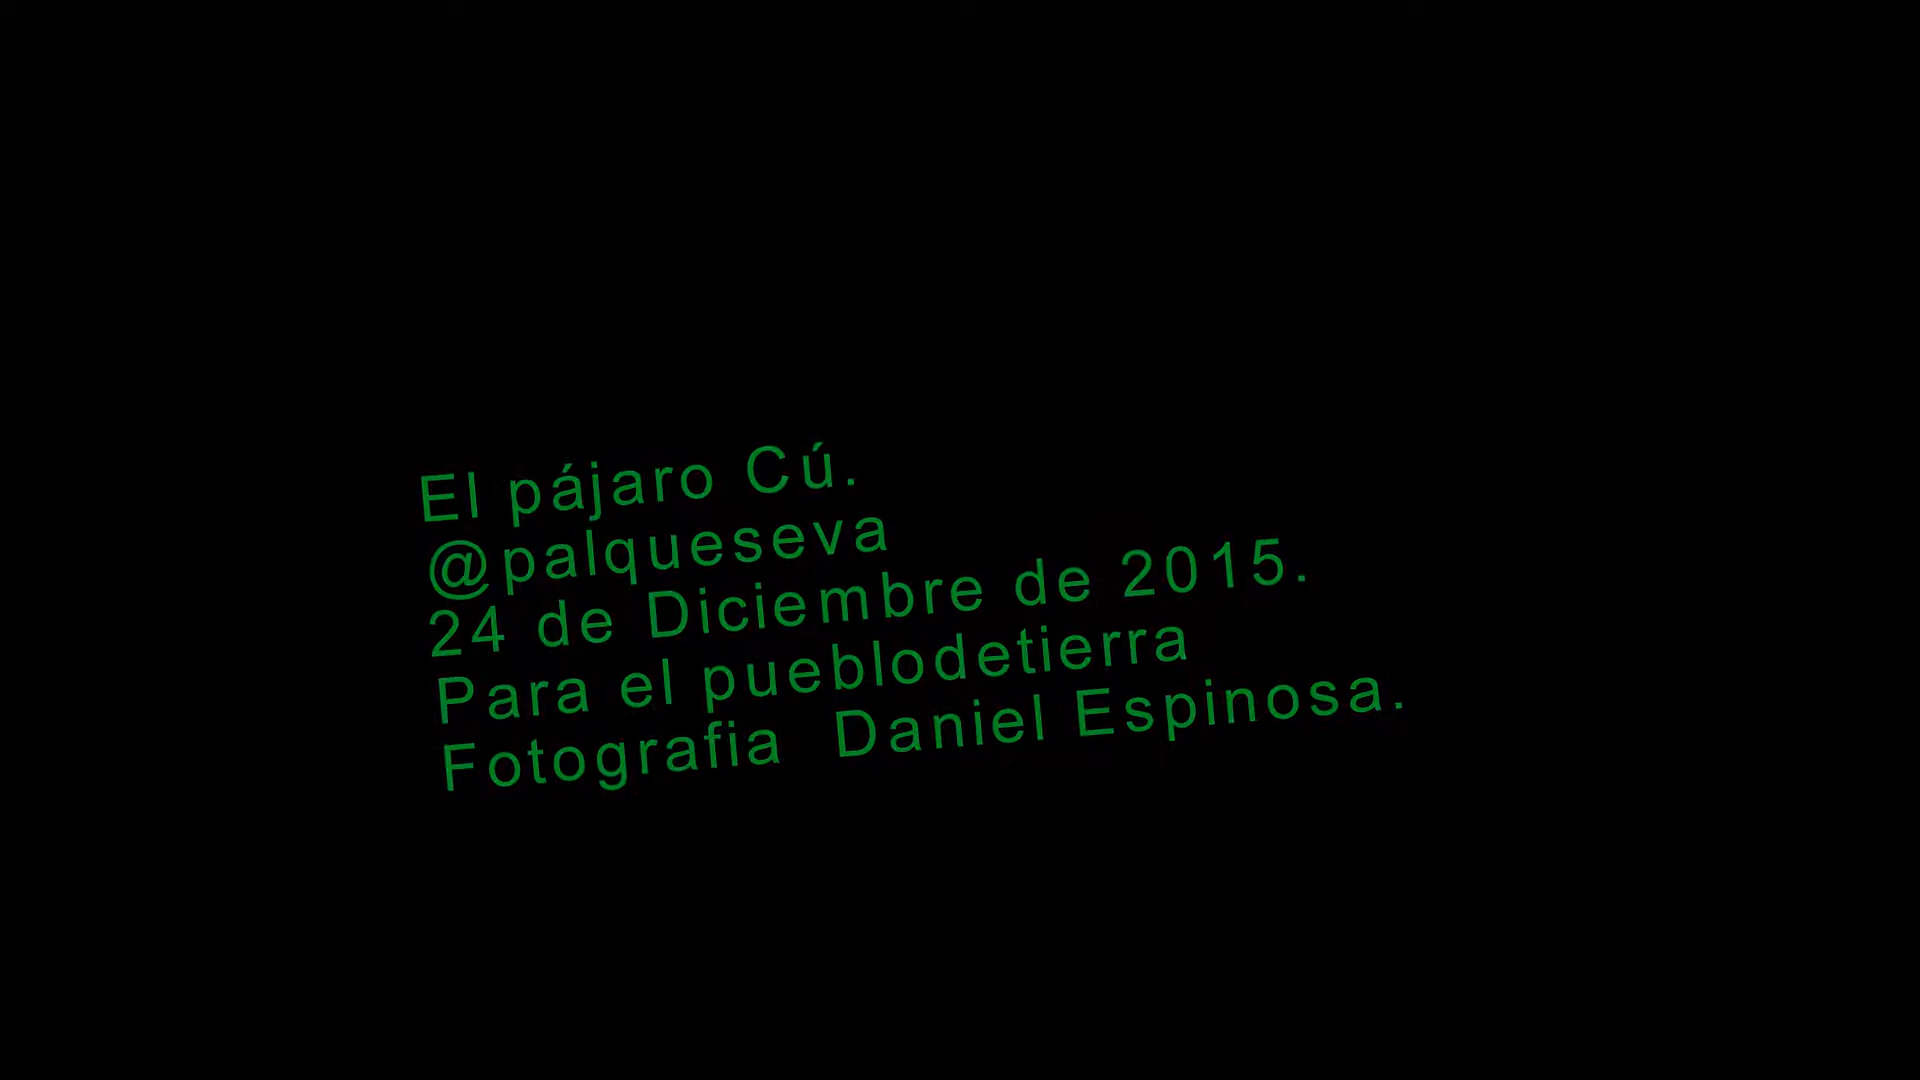 El pájaro Cú.
@palqueseva
24 de Diciembre de 2015.
Para el pueblodetierra
Fotografia  Daniel Espinosa.